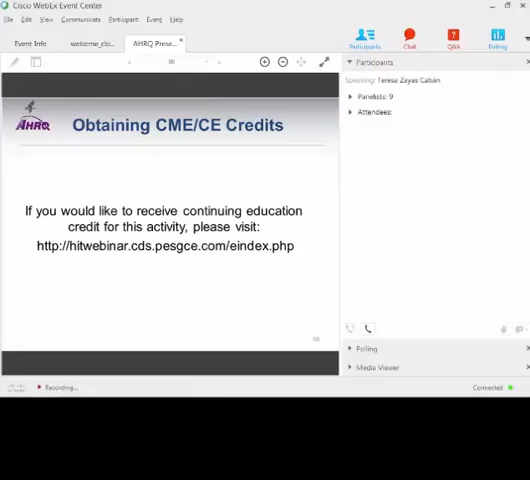 Cisco WebEx Event Center
File Edit View Communicate Participant Event Help
Event Info welcome_clo... AHRQ Prese...
Participants Chat Q&A Polling
Participants
Speaking: Teresa Zayas Cabán
Panelists: 9
Attendees:
AHRQ
Obtaining CME/CE Credits
If you would like to receive continuing education
credit for this activity, please visit:
http://hitwebinar.cds.pesgce.com/eindex.php
Polling
Media Viewer
Recording...
Connected